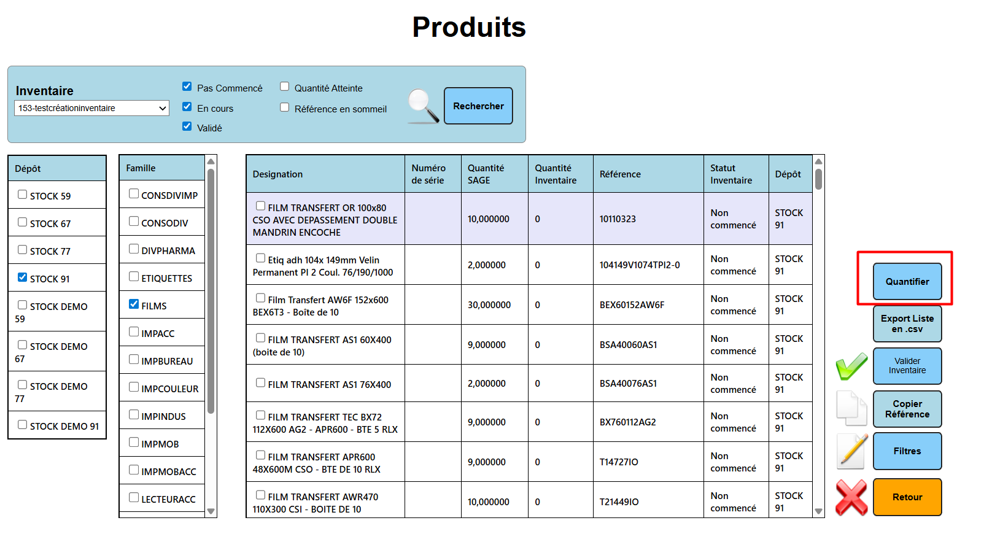 Produits
Inventaire
153-testcréationinventaire
Pas Commencé
En cours
Validé
Quantité Atteinte
Référence en sommeil
Rechercher
Dépôt
STOCK 59
STOCK 67
STOCK 77
STOCK 91
STOCK DEMO
59
STOCK DEMO
67
STOCK DEMO
77
STOCK DEMO 91
Famille
CONSDIVIMP
CONSODIV
DIVPHARMA
ETIQUETTES
FILMS
IMPACC
IMPBUREAU
IMPCOULEUR
IMPINDUS
IMPMOB
IMPMOBACC
LECTEURACC
Designation
Numéro
de série
Quantité
SAGE
Quantité
Inventaire
Référence
Statut
Inventaire
Dépôt
FILM TRANSFERT OR 100x80
CSO AVEC DEPASSEMENT DOUBLE
MANDRIN ENCOCHE
10,000000
0
10110323
Non
commencé
STOCK
91
Etiq adh 104x 149mm Velin
Permanent PI 2 Coul. 76/190/1000
2,000000
0
104149V1074TPI2-0
Non
commencé
STOCK
91
Film Transfert AW6F 152x600
BEX6T3 - Boîte de 10
30,000000
0
BEX60152AW6F
Non
commencé
STOCK
91
FILM TRANSFERT AS1 60X400
(boite de 10)
9,000000
0
BSA40060AS1
Non
commencé
STOCK
91
FILM TRANSFERT AS1 76X400
2,000000
0
BSA40076AS1
Non
commencé
STOCK
91
FILM TRANSFERT TEC BX72
112X600 AG2 - APR600 - BTE 5 RLX
9,000000
0
BX760112AG2
Non
commencé
STOCK
91
FILM TRANSFERT APR600
48X600M CSO - BTE DE 10 RLX
9,000000
0
T14727IO
Non
commencé
STOCK
91
FILM TRANSFERT AWR470
110X300 CSI - BOITE DE 10
10,000000
0
T21449IO
Non
commencé
STOCK
91
Quantifier
Export Liste
en .csv
Valider
Inventaire
Copier
Référence
Filtres
Retour